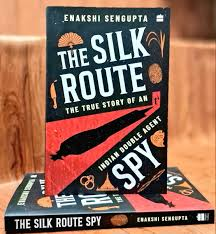 ENAKSHI SENGUPTA
THE SILK
ROUTE
THE TRUE STORY OF AN
INDIAN DOUBLE AGENT
SPY
THE SILK ROUTE SPY ENAKSHI SENGUPTA